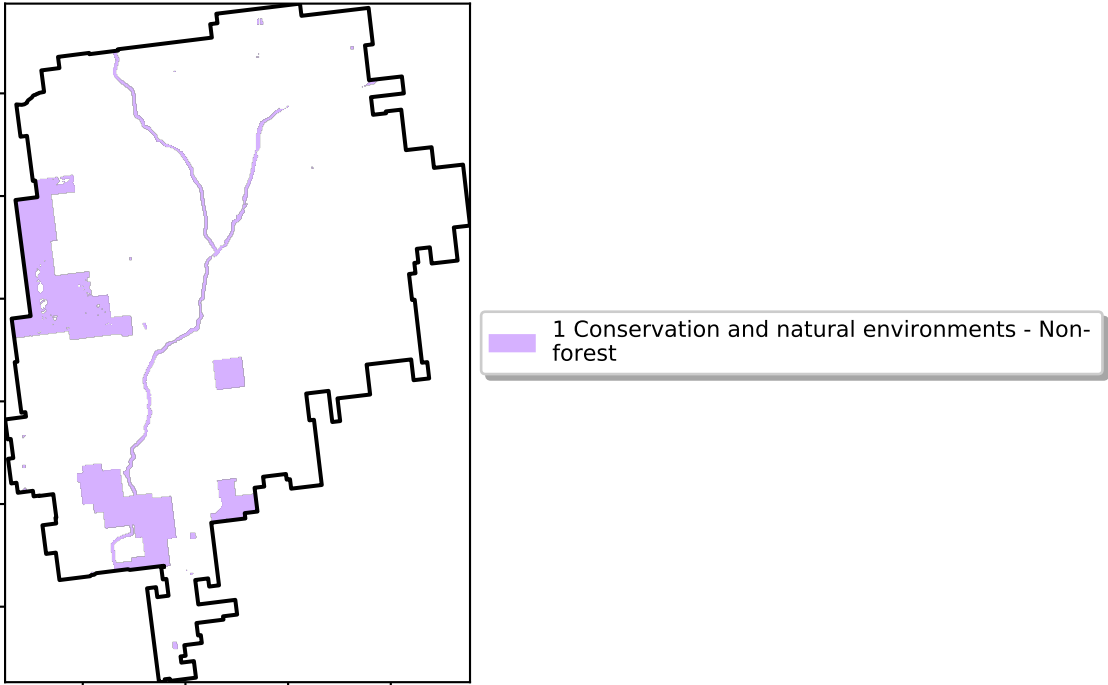 1 Conservation and natural environments - Non-
forest